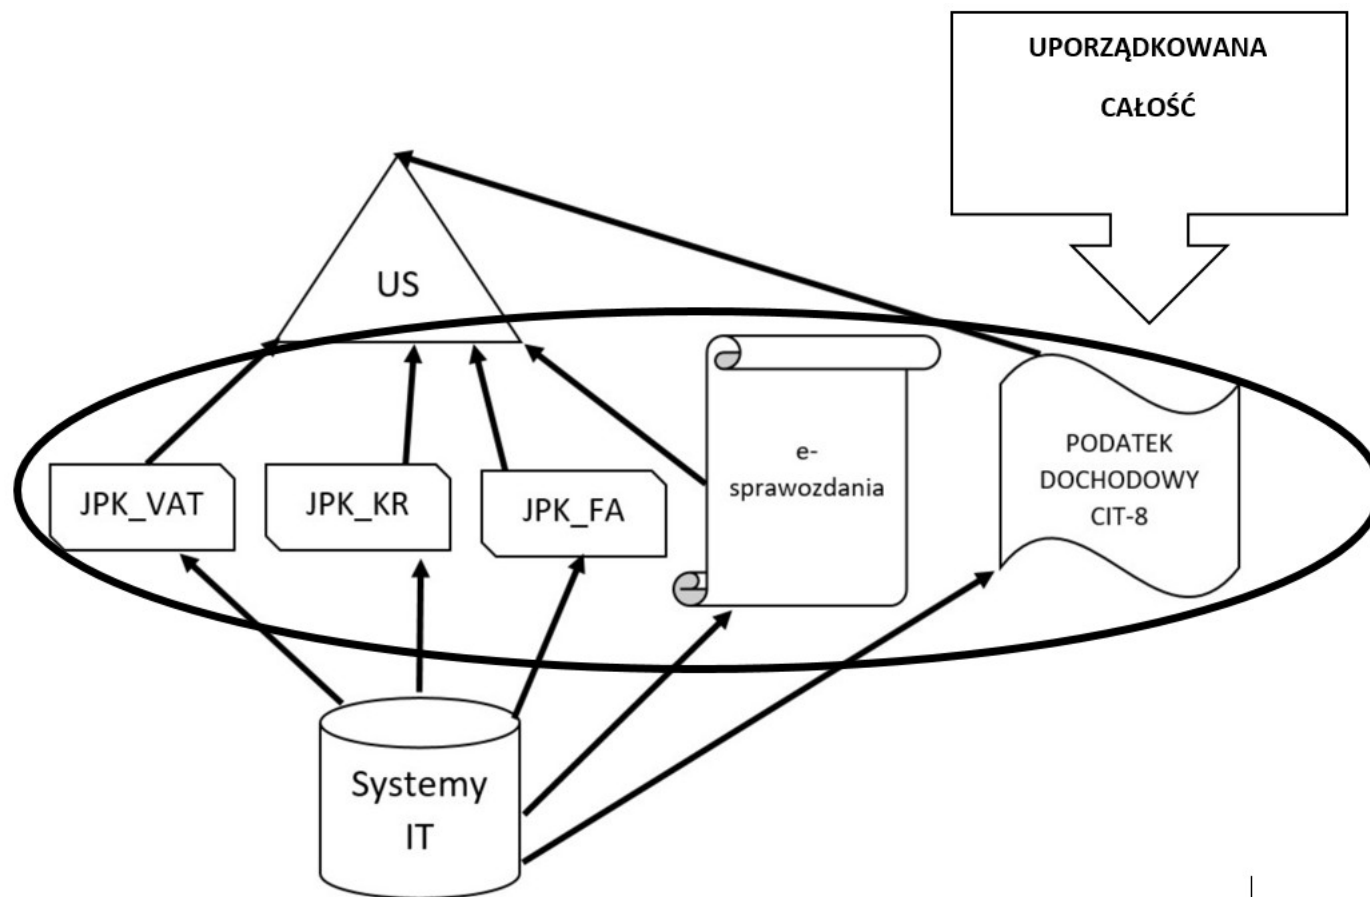 UPORZĄDKOWANA
CAŁOŚĆ
US
JPK_VAT
JPK_KR
JPK_FA
e-
sprawozdania
PODATEK
DOCHODOWY
CIT-8
Systemy
IT